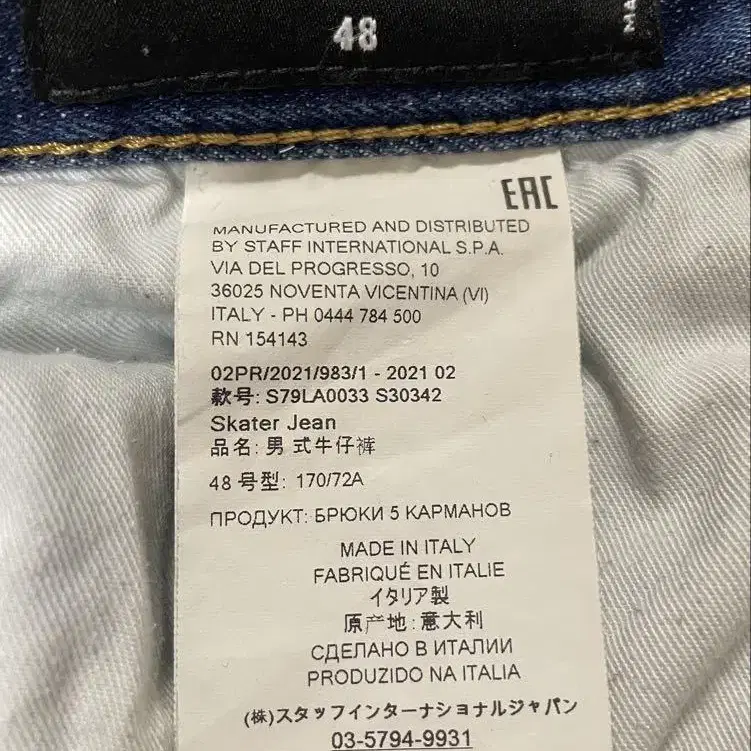 48
MA
EAC
MANUFACTURED AND DISTRIBUTED
BY STAFF INTERNATIONAL S.P.A.
VIA DEL PROGRESSO, 10
36025 NOVENTA VICENTINA (VI)
ITALY - PH 0444 784 500
RN 154143
02PR/2021/983/1 - 2021 02
款号: S79LA0033 S30342
Skater Jean
品名: 男 式牛仔裤
48 号型: 170/72A
ПРОДУКТ: БРЮКИ 5 КАРМАНОВ
MADE IN ITALY
FABRIQUÉ EN ITALIE
イタリア製
原产地: 意大利
СДЕЛАНО В ИТАЛИИ
PRODUZIDO NA ITALIA
(株)スタッフインターナショナルジャパン
03-5794-9931